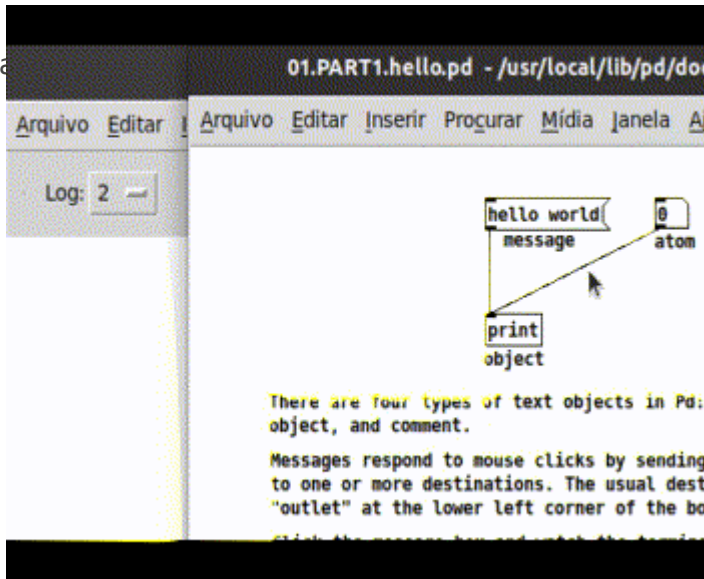 01.PART1.hello.pd - /usr/local/lib/pd/do
Arquivo Editar
Arquivo Editar Inserir Procurar Mídia Janela Aj
Log: 2
hello world 0
message atom
print
object
There are four types of text objects in Pd:
object, and comment.
Messages respond to mouse clicks by sending
to one or more destinations. The usual dest
"outlet" at the lower left corner of the bo